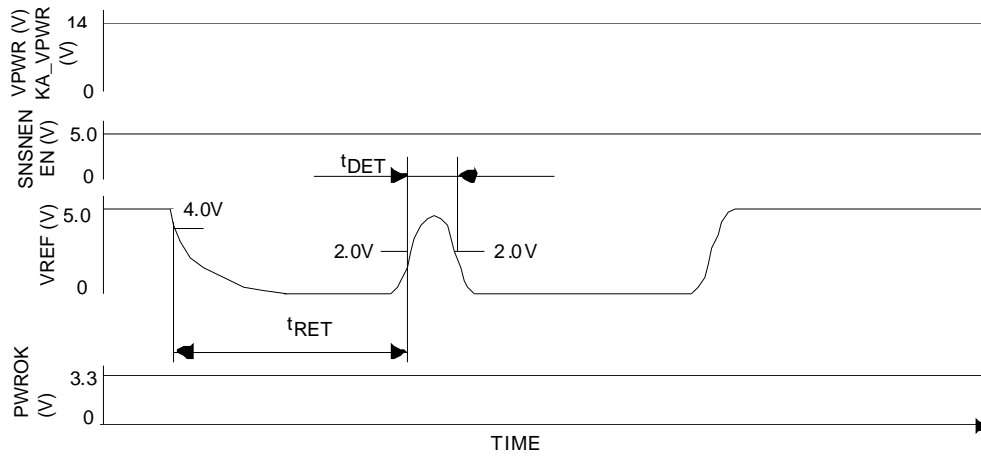 VPWR (V)
KA_VPWR
(V)
14
0
SNSNEN
EN (V)
5.0
0
tDET
VREF (V)
5.0
0
4.0V
2.0V
2.0V
tRET
PWROK
(V)
3.3
0
TIME